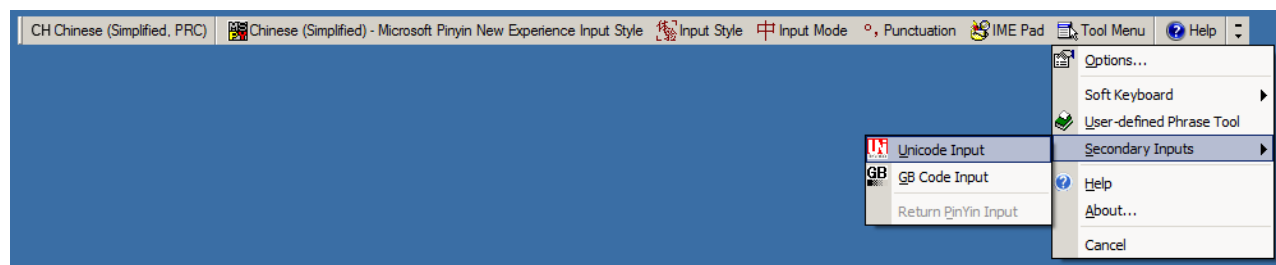 CH Chinese (Simplified, PRC) Chinese (Simplified) - Microsoft Pinyin New Experience Input Style Input Style 中 Input Mode °, Punctuation IME Pad Tool Menu Help
Options...
Soft Keyboard
User-defined Phrase Tool
Secondary Inputs
Help
About...
Cancel
Unicode Input
GB GB Code Input
Return PinYin Input